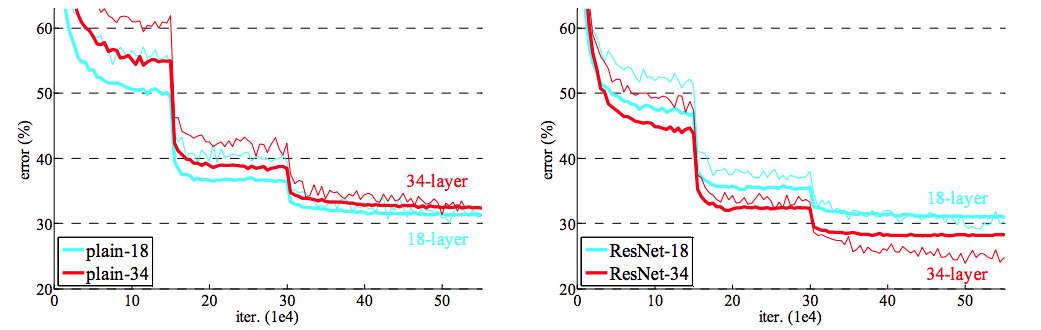 60
50
40
30
20
error (%)
34-layer
18-layer
plain-18
plain-34
0 10 20 30 40 50
iter. (1e4)
60
50
40
30
20
error (%)
18-layer
34-layer
ResNet-18
ResNet-34
0 10 20 30 40 50
iter. (1e4)